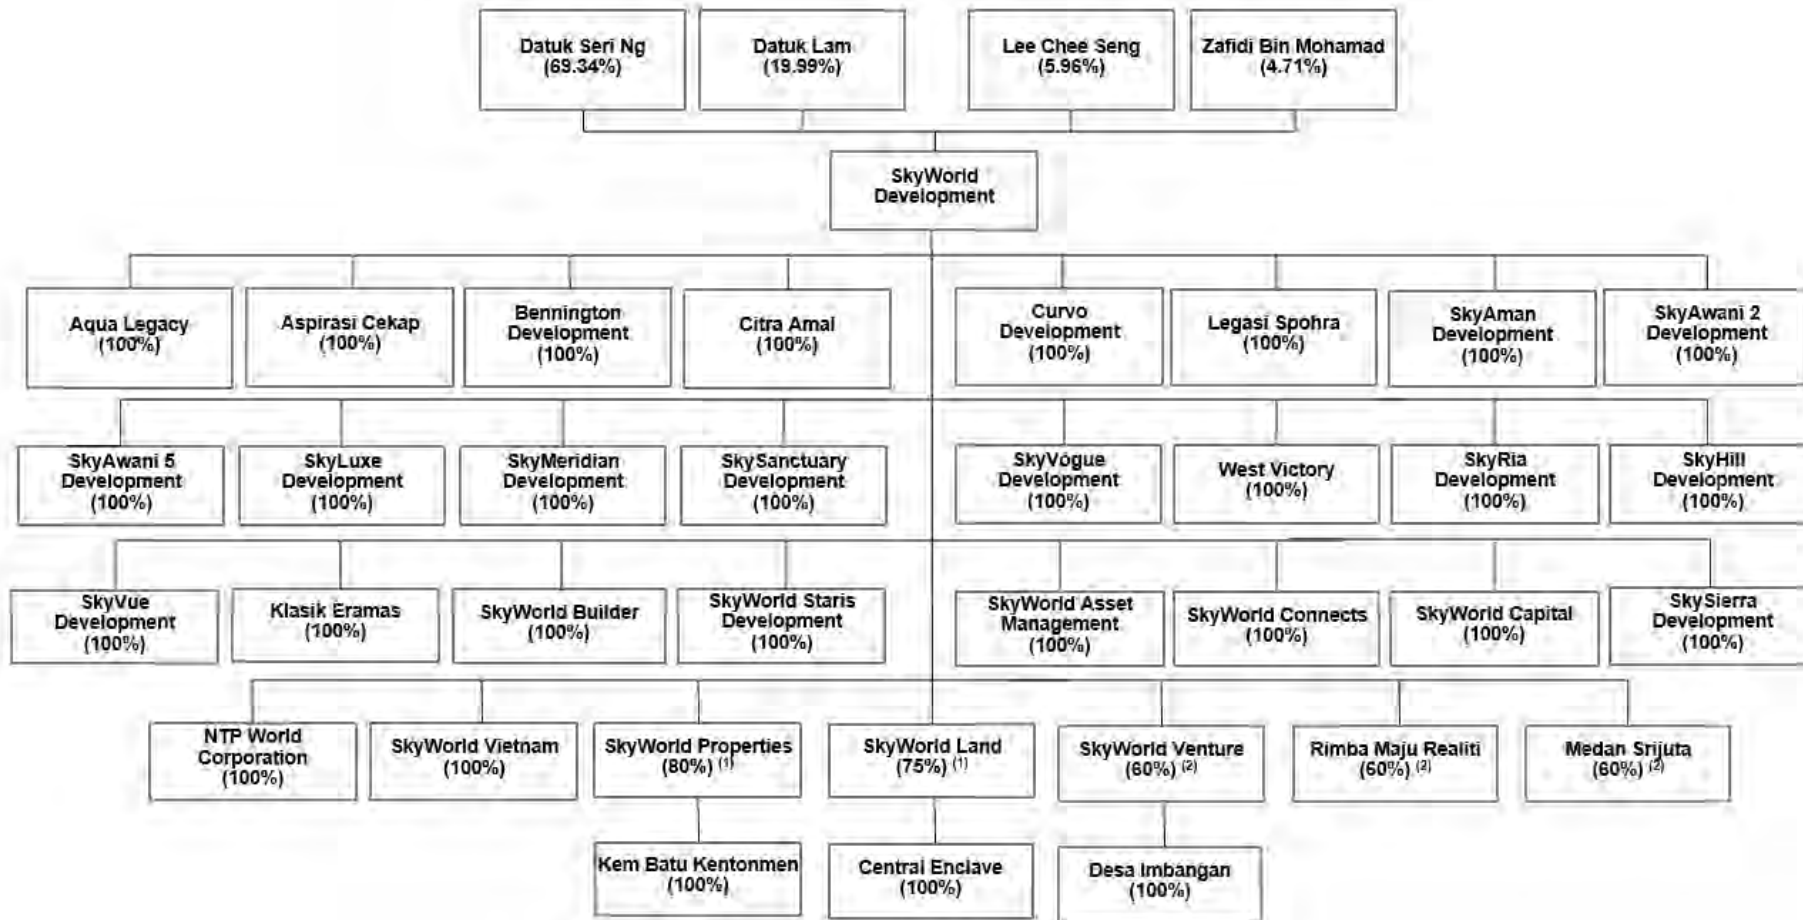 Datuk Seri Ng
(69.34%)
Datuk Lam
(19.99%)
Lee Chee Seng
(5.96%)
Zafidi Bin Mohamad
(4.71%)
SkyWorld
Development
Aqua Legacy
(100%)
Aspirasi Cekap
(100%)
Bennington
Development
(100%)
Citra Amal
(100%)
Curvo
Development
(100%)
Legasi Spohra
(100%)
SkyAman
Development
(100%)
SkyAwani 2
Development
(100%)
SkyAwani 5
Development
(100%)
SkyLuxe
Development
(100%)
SkyMeridian
Development
(100%)
SkySanctuary
Development
(100%)
SkyVogue
Development
(100%)
West Victory
(100%)
SkyRia
Development
(100%)
SkyHill
Development
(100%)
SkyVue
Development
(100%)
Klasik Eramas
(100%)
SkyWorld Builder
(100%)
SkyWorld Staris
Development
(100%)
SkyWorld Asset
Management
(100%)
SkyWorld Connects
(100%)
SkyWorld Capital
(100%)
SkySierra
Development
(100%)
NTP World
Corporation
(100%)
SkyWorld Vietnam
(100%)
SkyWorld Properties
(80%) (1)
SkyWorld Land
(75%) (1)
SkyWorld Venture
(60%) (2)
Rimba Maju Realiti
(60%) (2)
Medan Srijuta
(60%) (2)
Kem Batu Kentonmen
(100%)
Central Enclave
(100%)
Desa Imbangan
(100%)